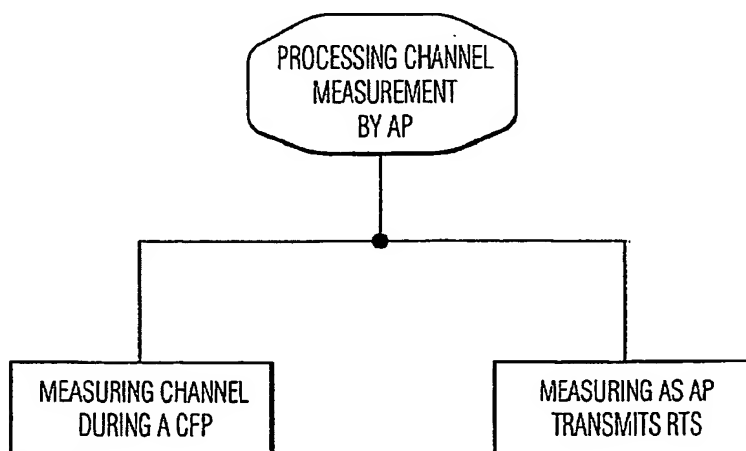 PROCESSING CHANNEL
MEASUREMENT
BY AP
MEASURING CHANNEL
DURING A CFP
MEASURING AS AP
TRANSMITS RTS